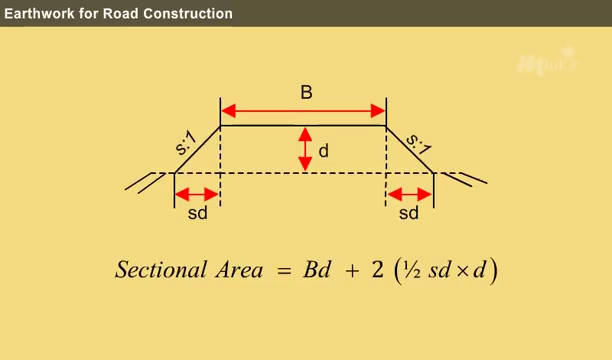 Earthwork for Road Construction
B
s:1
d
s:1
sd
sd
Sectional Area = Bd + 2 (½ sd × d)